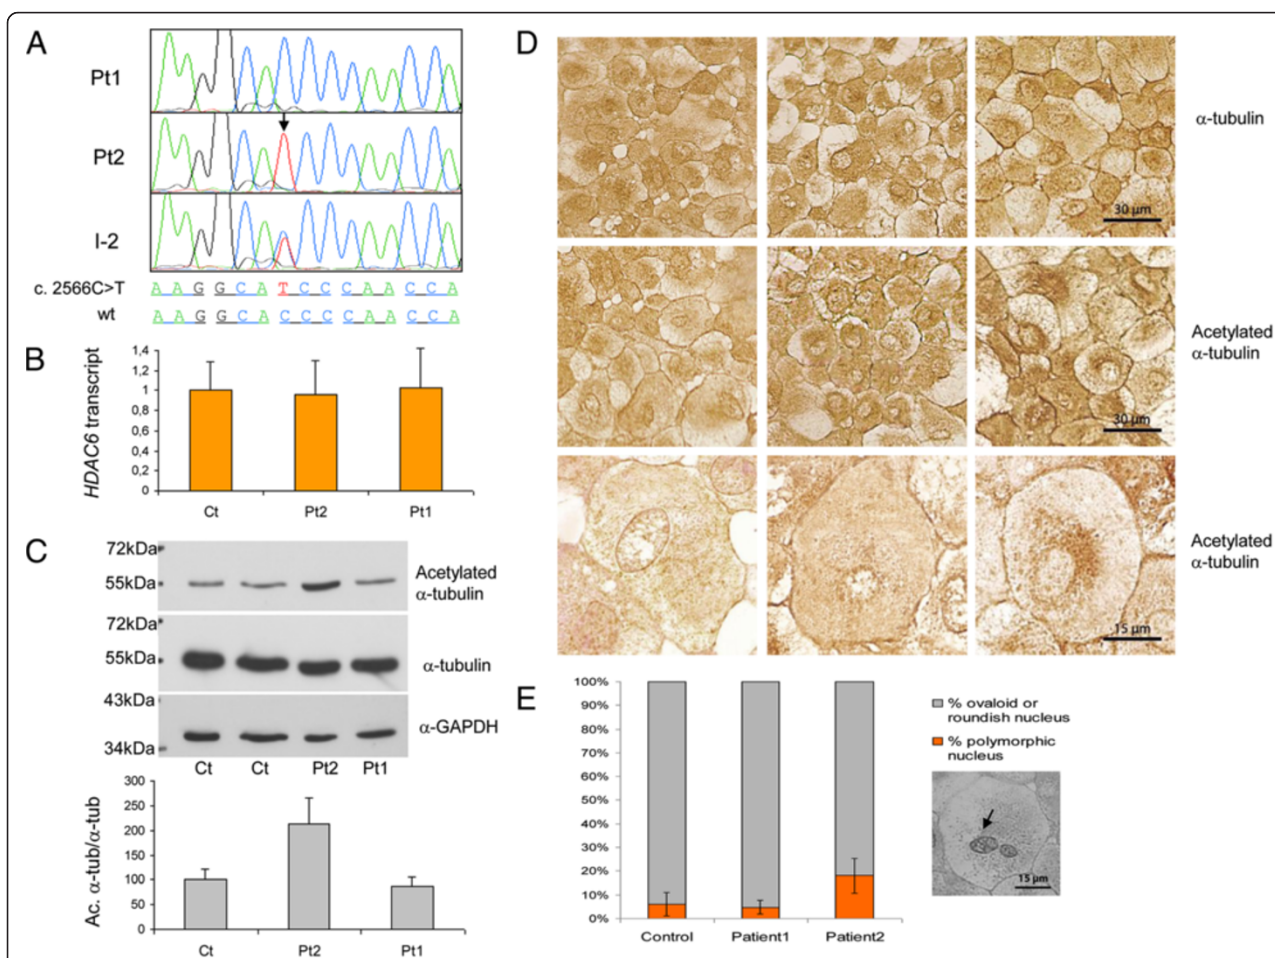 A
Pt1
Pt2
I-2
c. 2566C>T
A A G G C A T C C C A A C C A
wt
A A G G C A C C C C A A C C A
B
HDAC6 transcript
1,4
1,2
1
0,8
0,6
0,4
0,2
0
Ct
Pt2
Pt1
C
72kDa
55kDa
Acetylated
α-tubulin
72kDa
55kDa
α-tubulin
43kDa
34kDa
α-GAPDH
Ct
Ct
Pt2
Pt1
Ac. α-tub/α-tub
300
250
200
150
100
50
0
Ct
Pt2
Pt1
D
α-tubulin
30 µm
Acetylated
α-tubulin
30 µm
Acetylated
α-tubulin
15 µm
E
100%
90%
80%
70%
60%
50%
40%
30%
20%
10%
0%
Control
Patient1
Patient2
% ovaloid or
roundish nucleus
% polymorphic
nucleus
15 µm